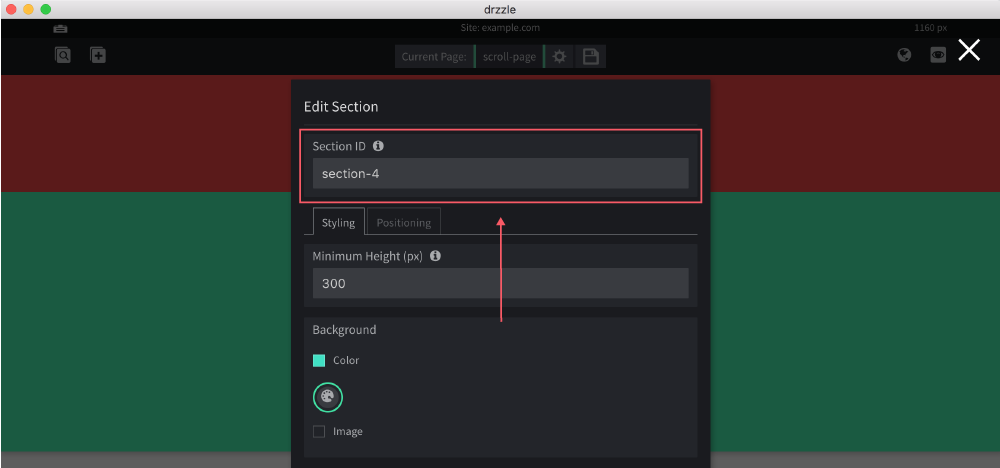 drzzle
Site: example.com
1160 px
Current Page: scroll-page
Edit Section
Section ID
section-4
Styling Positioning
Minimum Height (px)
300
Background
Color
Image